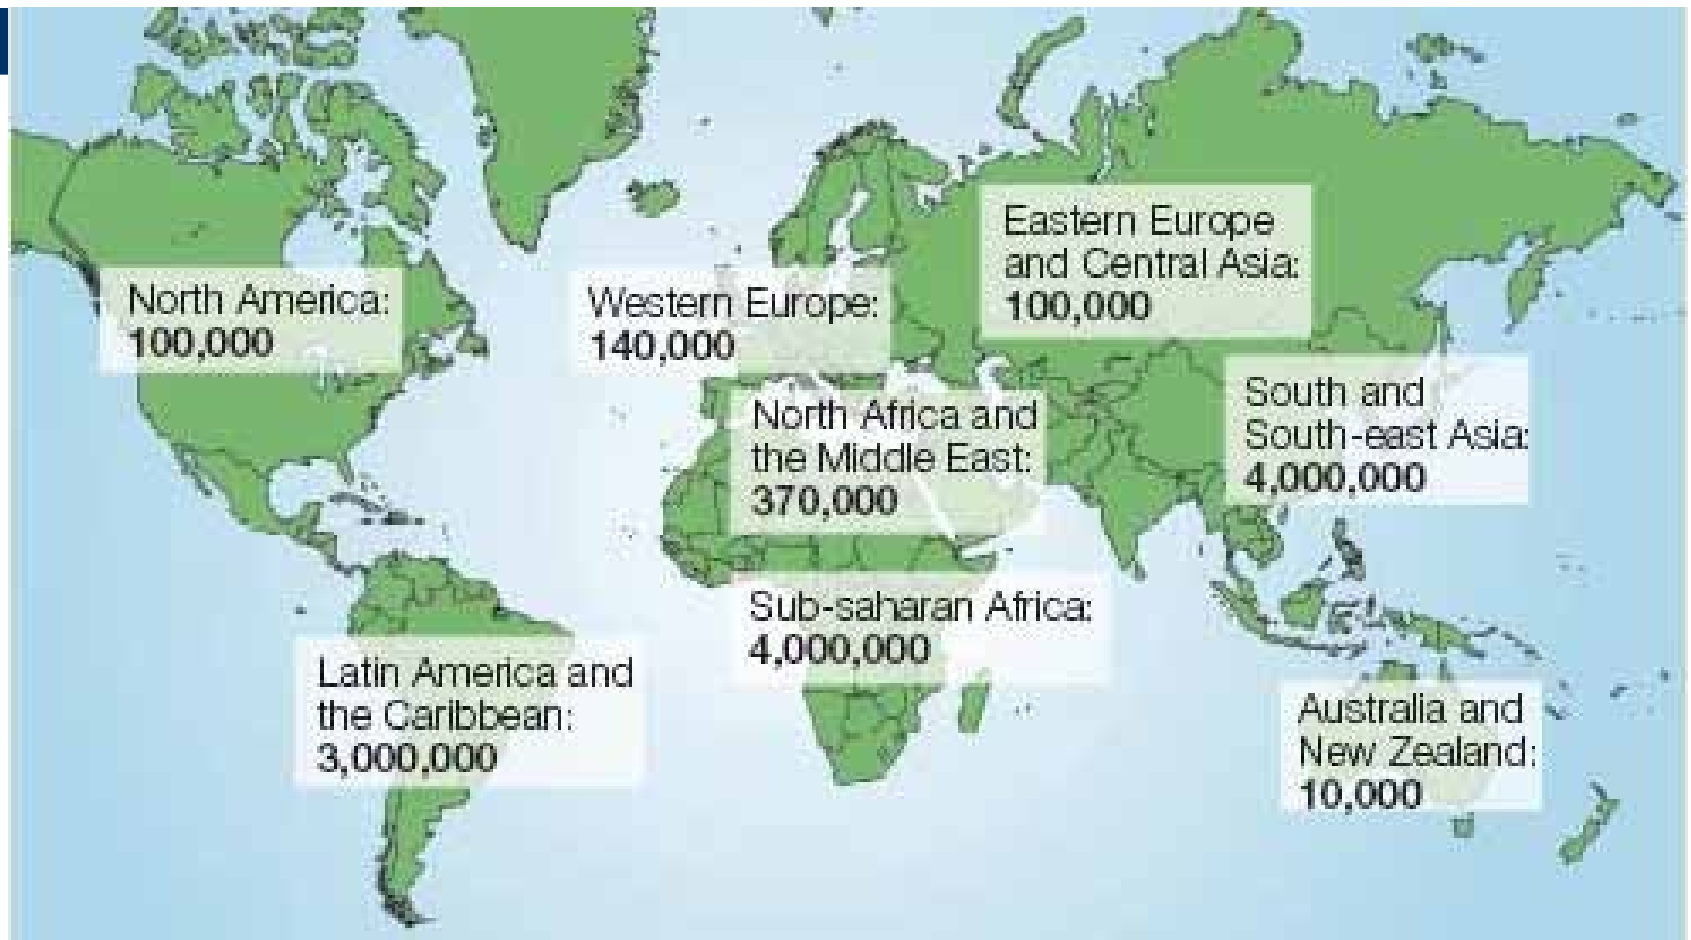 North America:
100,000
Western Europe:
140,000
Eastern Europe
and Central Asia:
100,000
North Africa and
the Middle East:
370,000
South and
South-east Asia:
4,000,000
Sub-saharan Africa:
4,000,000
Latin America and
the Caribbean:
3,000,000
Australia and
New Zealand:
10,000